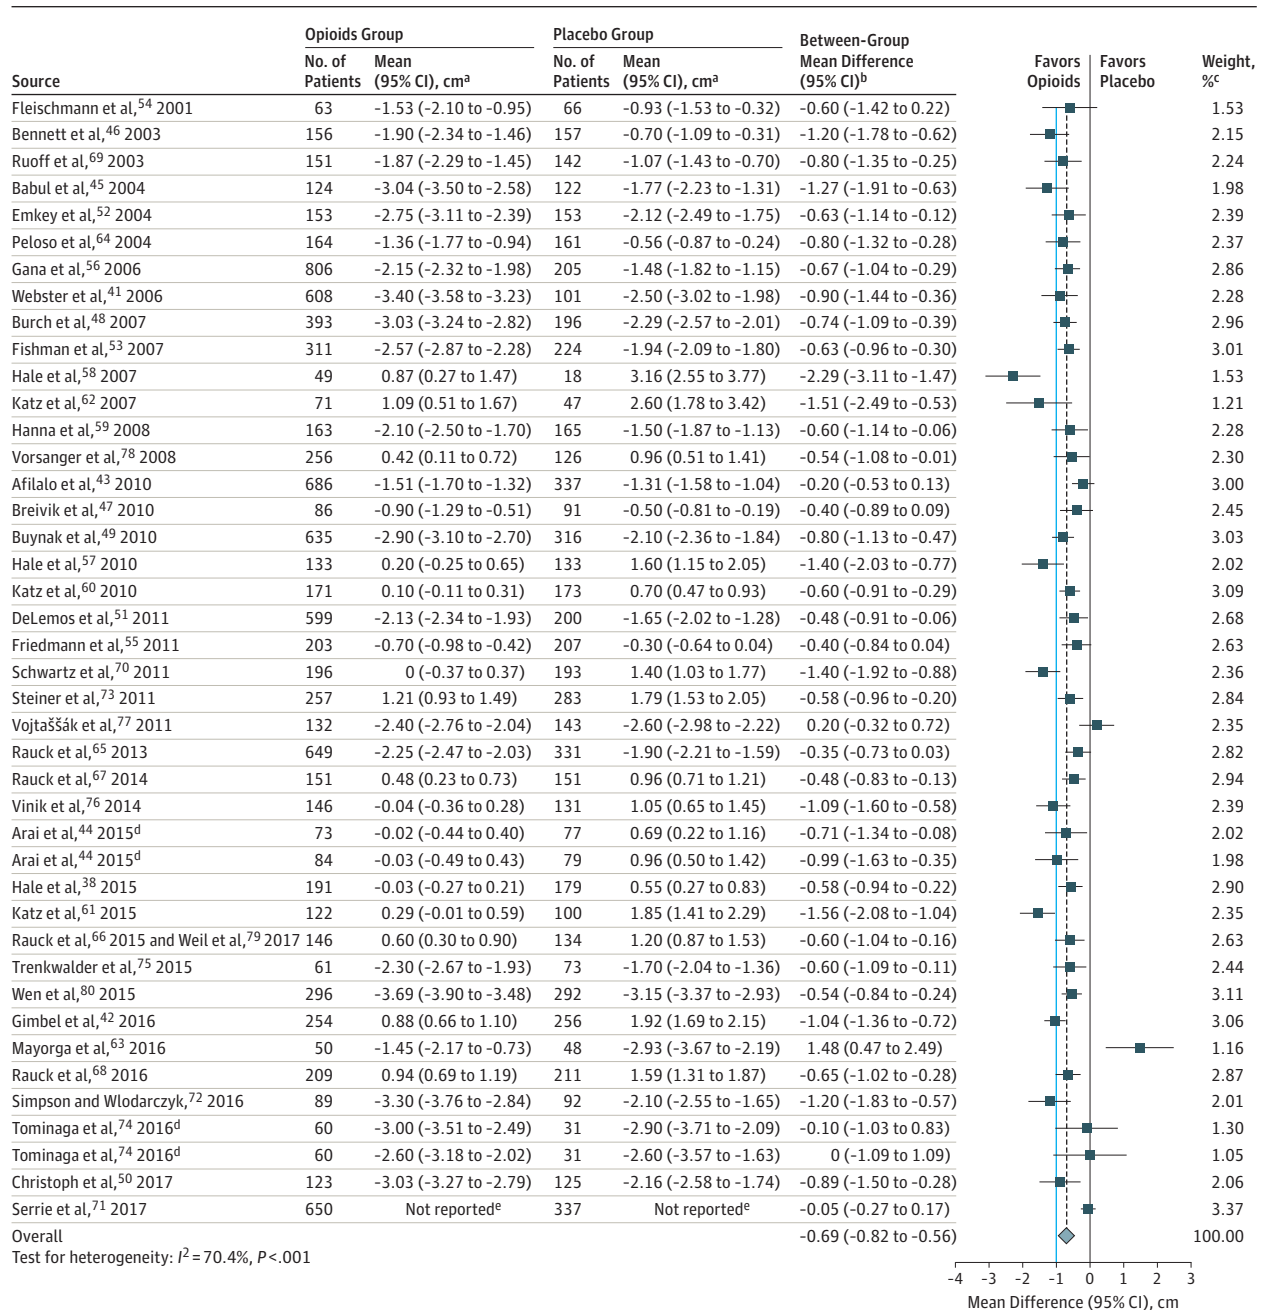 Opioids Group Placebo Group Between-Group
No. of Mean No. of Mean Mean Difference Favors Favors Weight,
Source Patients (95% CI), cmᵃ Patients (95% CI), cmᵃ (95% CI)ᵇ Opioids Placebo %ᶜ
Fleischmann et al,⁵⁴ 2001 63 -1.53 (-2.10 to -0.95) 66 -0.93 (-1.53 to -0.32) -0.60 (-1.42 to 0.22) 1.53
Bennett et al,⁴⁶ 2003 156 -1.90 (-2.34 to -1.46) 157 -0.70 (-1.09 to -0.31) -1.20 (-1.78 to -0.62) 2.15
Ruoff et al,⁶⁹ 2003 151 -1.87 (-2.29 to -1.45) 142 -1.07 (-1.43 to -0.70) -0.80 (-1.35 to -0.25) 2.24
Babul et al,⁴⁵ 2004 124 -3.04 (-3.50 to -2.58) 122 -1.77 (-2.23 to -1.31) -1.27 (-1.91 to -0.63) 1.98
Emkey et al,⁵² 2004 153 -2.75 (-3.11 to -2.39) 153 -2.12 (-2.49 to -1.75) -0.63 (-1.14 to -0.12) 2.39
Peloso et al,⁶⁴ 2004 164 -1.36 (-1.77 to -0.94) 161 -0.56 (-0.87 to -0.24) -0.80 (-1.32 to -0.28) 2.37
Gana et al,⁵⁶ 2006 806 -2.15 (-2.32 to -1.98) 205 -1.48 (-1.82 to -1.15) -0.67 (-1.04 to -0.29) 2.86
Webster et al,⁴¹ 2006 608 -3.40 (-3.58 to -3.23) 101 -2.50 (-3.02 to -1.98) -0.90 (-1.44 to -0.36) 2.28
Burch et al,⁴⁸ 2007 393 -3.03 (-3.24 to -2.82) 196 -2.29 (-2.57 to -2.01) -0.74 (-1.09 to -0.39) 2.96
Fishman et al,⁵³ 2007 311 -2.57 (-2.87 to -2.28) 224 -1.94 (-2.09 to -1.80) -0.63 (-0.96 to -0.30) 3.01
Hale et al,⁵⁸ 2007 49 0.87 (0.27 to 1.47) 18 3.16 (2.55 to 3.77) -2.29 (-3.11 to -1.47) 1.53
Katz et al,⁶² 2007 71 1.09 (0.51 to 1.67) 47 2.60 (1.78 to 3.42) -1.51 (-2.49 to -0.53) 1.21
Hanna et al,⁵⁹ 2008 163 -2.10 (-2.50 to -1.70) 165 -1.50 (-1.87 to -1.13) -0.60 (-1.14 to -0.06) 2.28
Vorsanger et al,⁷⁸ 2008 256 0.42 (0.11 to 0.72) 126 0.96 (0.51 to 1.41) -0.54 (-1.08 to -0.01) 2.30
Afilalo et al,⁴³ 2010 686 -1.51 (-1.70 to -1.32) 337 -1.31 (-1.58 to -1.04) -0.20 (-0.53 to 0.13) 3.00
Breivik et al,⁴⁷ 2010 86 -0.90 (-1.29 to -0.51) 91 -0.50 (-0.81 to -0.19) -0.40 (-0.89 to 0.09) 2.45
Buynak et al,⁴⁹ 2010 635 -2.90 (-3.10 to -2.70) 316 -2.10 (-2.36 to -1.84) -0.80 (-1.13 to -0.47) 3.03
Hale et al,⁵⁷ 2010 133 0.20 (-0.25 to 0.65) 133 1.60 (1.15 to 2.05) -1.40 (-2.03 to -0.77) 2.02
Katz et al,⁶⁰ 2010 171 0.10 (-0.11 to 0.31) 173 0.70 (0.47 to 0.93) -0.60 (-0.91 to -0.29) 3.09
DeLemos et al,⁵¹ 2011 599 -2.13 (-2.34 to -1.93) 200 -1.65 (-2.02 to -1.28) -0.48 (-0.91 to -0.06) 2.68
Friedmann et al,⁵⁵ 2011 203 -0.70 (-0.98 to -0.42) 207 -0.30 (-0.64 to 0.04) -0.40 (-0.84 to 0.04) 2.63
Schwartz et al,⁷⁰ 2011 196 0 (-0.37 to 0.37) 193 1.40 (1.03 to 1.77) -1.40 (-1.92 to -0.88) 2.36
Steiner et al,⁷³ 2011 257 1.21 (0.93 to 1.49) 283 1.79 (1.53 to 2.05) -0.58 (-0.96 to -0.20) 2.84
Vojtaššák et al,⁷⁷ 2011 132 -2.40 (-2.76 to -2.04) 143 -2.60 (-2.98 to -2.22) 0.20 (-0.32 to 0.72) 2.35
Rauck et al,⁶⁵ 2013 649 -2.25 (-2.47 to -2.03) 331 -1.90 (-2.21 to -1.59) -0.35 (-0.73 to 0.03) 2.82
Rauck et al,⁶⁷ 2014 151 0.48 (0.23 to 0.73) 151 0.96 (0.71 to 1.21) -0.48 (-0.83 to -0.13) 2.94
Vinik et al,⁷⁶ 2014 146 -0.04 (-0.36 to 0.28) 131 1.05 (0.65 to 1.45) -1.09 (-1.60 to -0.58) 2.39
Arai et al,⁴⁴ 2015ᵈ 73 -0.02 (-0.44 to 0.40) 77 0.69 (0.22 to 1.16) -0.71 (-1.34 to -0.08) 2.02
Arai et al,⁴⁴ 2015ᵈ 84 -0.03 (-0.49 to 0.43) 79 0.96 (0.50 to 1.42) -0.99 (-1.63 to -0.35) 1.98
Hale et al,³⁸ 2015 191 -0.03 (-0.27 to 0.21) 179 0.55 (0.27 to 0.83) -0.58 (-0.94 to -0.22) 2.90
Katz et al,⁶¹ 2015 122 0.29 (-0.01 to 0.59) 100 1.85 (1.41 to 2.29) -1.56 (-2.08 to -1.04) 2.35
Rauck et al,⁶⁶ 2015 and Weil et al,⁷⁹ 2017 146 0.60 (0.30 to 0.90) 134 1.20 (0.87 to 1.53) -0.60 (-1.04 to -0.16) 2.63
Trenkwalder et al,⁷⁵ 2015 61 -2.30 (-2.67 to -1.93) 73 -1.70 (-2.04 to -1.36) -0.60 (-1.09 to -0.11) 2.44
Wen et al,⁸⁰ 2015 296 -3.69 (-3.90 to -3.48) 292 -3.15 (-3.37 to -2.93) -0.54 (-0.84 to -0.24) 3.11
Gimbel et al,⁴² 2016 254 0.88 (0.66 to 1.10) 256 1.92 (1.69 to 2.15) -1.04 (-1.36 to -0.72) 3.06
Mayorga et al,⁶³ 2016 50 -1.45 (-2.17 to -0.73) 48 -2.93 (-3.67 to -2.19) 1.48 (0.47 to 2.49) 1.16
Rauck et al,⁶⁸ 2016 209 0.94 (0.69 to 1.19) 211 1.59 (1.31 to 1.87) -0.65 (-1.02 to -0.28) 2.87
Simpson and Wlodarczyk,⁷² 2016 89 -3.30 (-3.76 to -2.84) 92 -2.10 (-2.55 to -1.65) -1.20 (-1.83 to -0.57) 2.01
Tominaga et al,⁷⁴ 2016ᵈ 60 -3.00 (-3.51 to -2.49) 31 -2.90 (-3.71 to -2.09) -0.10 (-1.03 to 0.83) 1.30
Tominaga et al,⁷⁴ 2016ᵈ 60 -2.60 (-3.18 to -2.02) 31 -2.60 (-3.57 to -1.63) 0 (-1.09 to 1.09) 1.05
Christoph et al,⁵⁰ 2017 123 -3.03 (-3.27 to -2.79) 125 -2.16 (-2.58 to -1.74) -0.89 (-1.50 to -0.28) 2.06
Serrie et al,⁷¹ 2017 650 Not reportedᵉ 337 Not reportedᵉ -0.05 (-0.27 to 0.17) 3.37
Overall -0.69 (-0.82 to -0.56) 100.00
Test for heterogeneity: I² = 70.4%, P <.001
-4 -3 -2 -1 0 1 2 3
Mean Difference (95% CI), cm